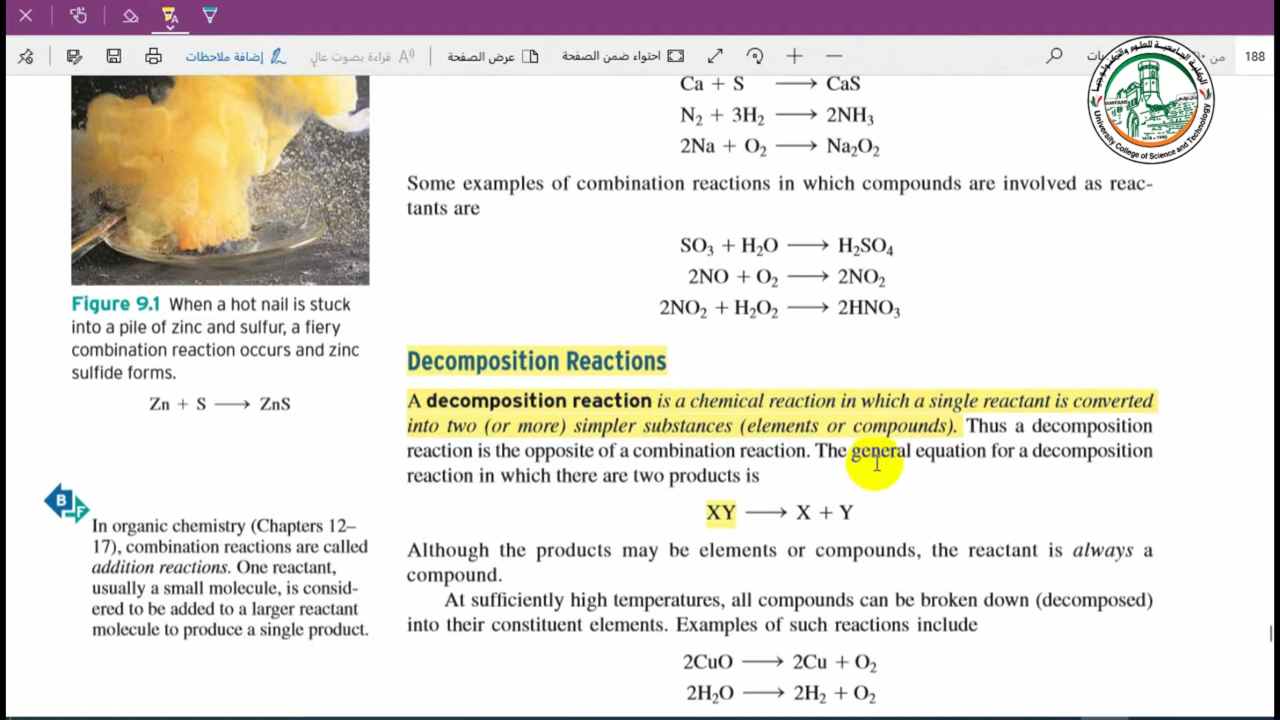 إضافة ملاحظات
قراءة بصوت عالٍ
عرض الصفحة
احتواء ضمن الصفحة
من
188
الكلية الجامعية للعلوم والتكنولوجيا
University College of Science and Technology
Ca + S ⟶ CaS
N₂ + 3H₂ ⟶ 2NH₃
2Na + O₂ ⟶ Na₂O₂
Some examples of combination reactions in which compounds are involved as reac-
tants are
SO₃ + H₂O ⟶ H₂SO₄
2NO + O₂ ⟶ 2NO₂
2NO₂ + H₂O₂ ⟶ 2HNO₃
Figure 9.1 When a hot nail is stuck
into a pile of zinc and sulfur, a fiery
combination reaction occurs and zinc
sulfide forms.
Zn + S ⟶ ZnS
B
F
In organic chemistry (Chapters 12–
17), combination reactions are called
addition reactions. One reactant,
usually a small molecule, is consid-
ered to be added to a larger reactant
molecule to produce a single product.
Decomposition Reactions
A decomposition reaction is a chemical reaction in which a single reactant is converted
into two (or more) simpler substances (elements or compounds). Thus a decomposition
reaction is the opposite of a combination reaction. The general equation for a decomposition
reaction in which there are two products is
XY ⟶ X + Y
Although the products may be elements or compounds, the reactant is always a
compound.
At sufficiently high temperatures, all compounds can be broken down (decomposed)
into their constituent elements. Examples of such reactions include
2CuO ⟶ 2Cu + O₂
2H₂O ⟶ 2H₂ + O₂